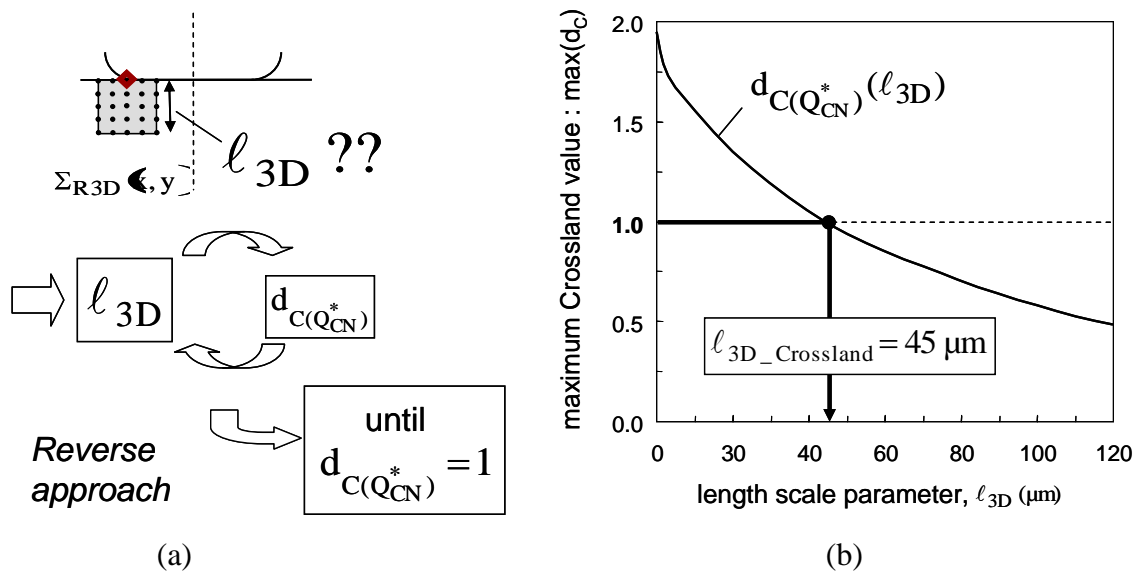 ℓ3D ??
ΣR3D (x, y)
ℓ3D
dC(Q*CN)
until
dC(Q*CN) = 1
Reverse
approach
(a)
maximum Crossland value : max(dC)
2.0
1.5
1.0
0.5
0.0
dC(Q*CN)(ℓ3D)
ℓ3D_Crossland = 45 µm
0 30 40 60 80 100 120
length scale parameter, ℓ3D (µm)
(b)